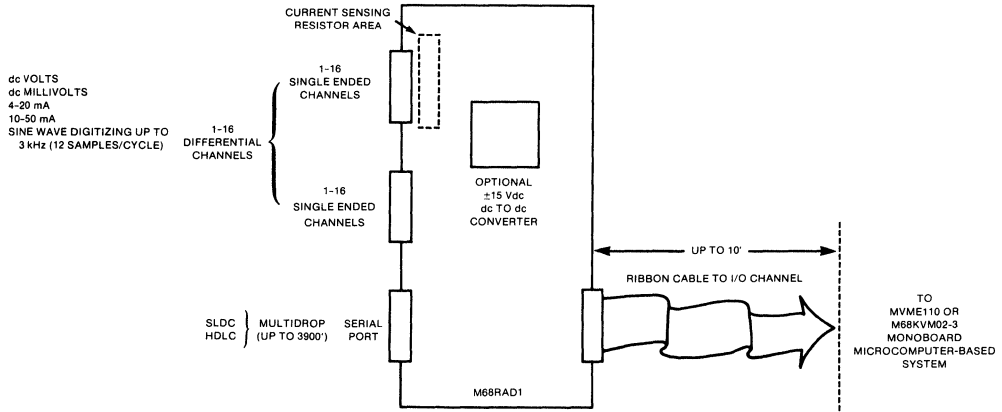 CURRENT SENSING
RESISTOR AREA
dc VOLTS
dc MILLIVOLTS
4–20 mA
10–50 mA
SINE WAVE DIGITIZING UP TO
3 kHz (12 SAMPLES/CYCLE)
1–16
DIFFERENTIAL
CHANNELS
1–16
SINGLE ENDED
CHANNELS
1–16
SINGLE ENDED
CHANNELS
OPTIONAL
±15 Vdc
dc TO dc
CONVERTER
SLDC
HDLC
MULTIDROP
(UP TO 3900')
SERIAL
PORT
M68RAD1
UP TO 10'
RIBBON CABLE TO I/O CHANNEL
TO
MVME110 OR
M68KVM02-3
MONOBOARD
MICROCOMPUTER-BASED
SYSTEM